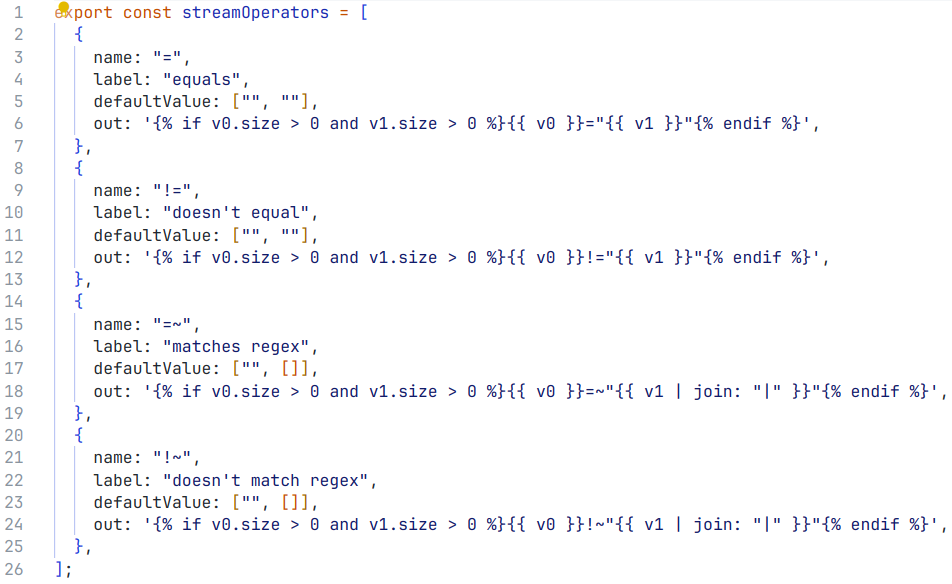 1 export const streamOperators = [
2   {
3     name: "=",
4     label: "equals",
5     defaultValue: ["", ""],
6     out: '{% if v0.size > 0 and v1.size > 0 %}{{ v0 }}="{{ v1 }}"{% endif %}',
7   },
8   {
9     name: "!=",
10     label: "doesn't equal",
11     defaultValue: ["", ""],
12     out: '{% if v0.size > 0 and v1.size > 0 %}{{ v0 }}!="{{ v1 }}"{% endif %}',
13   },
14   {
15     name: "=~",
16     label: "matches regex",
17     defaultValue: ["", []],
18     out: '{% if v0.size > 0 and v1.size > 0 %}{{ v0 }}=~"{{ v1 | join: "|" }}"{% endif %}',
19   },
20   {
21     name: "!~",
22     label: "doesn't match regex",
23     defaultValue: ["", []],
24     out: '{% if v0.size > 0 and v1.size > 0 %}{{ v0 }}!~"{{ v1 | join: "|" }}"{% endif %}',
25   },
26 ];